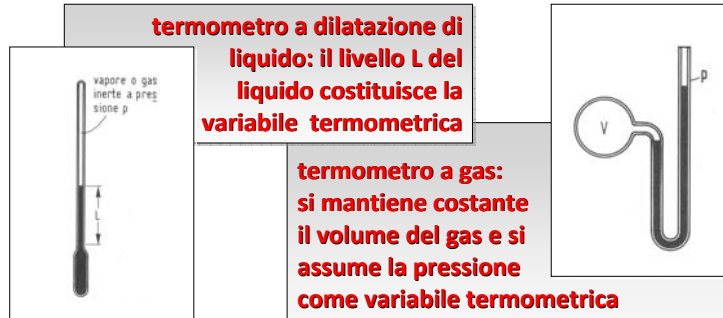 termometro a dilatazione di
liquido: il livello L del
liquido costituisce la
variabile termometrica
vapore o gas
inerte a pres
sione p
L
termometro a gas:
si mantiene costante
il volume del gas e si
assume la pressione
come variabile termometrica
V
p